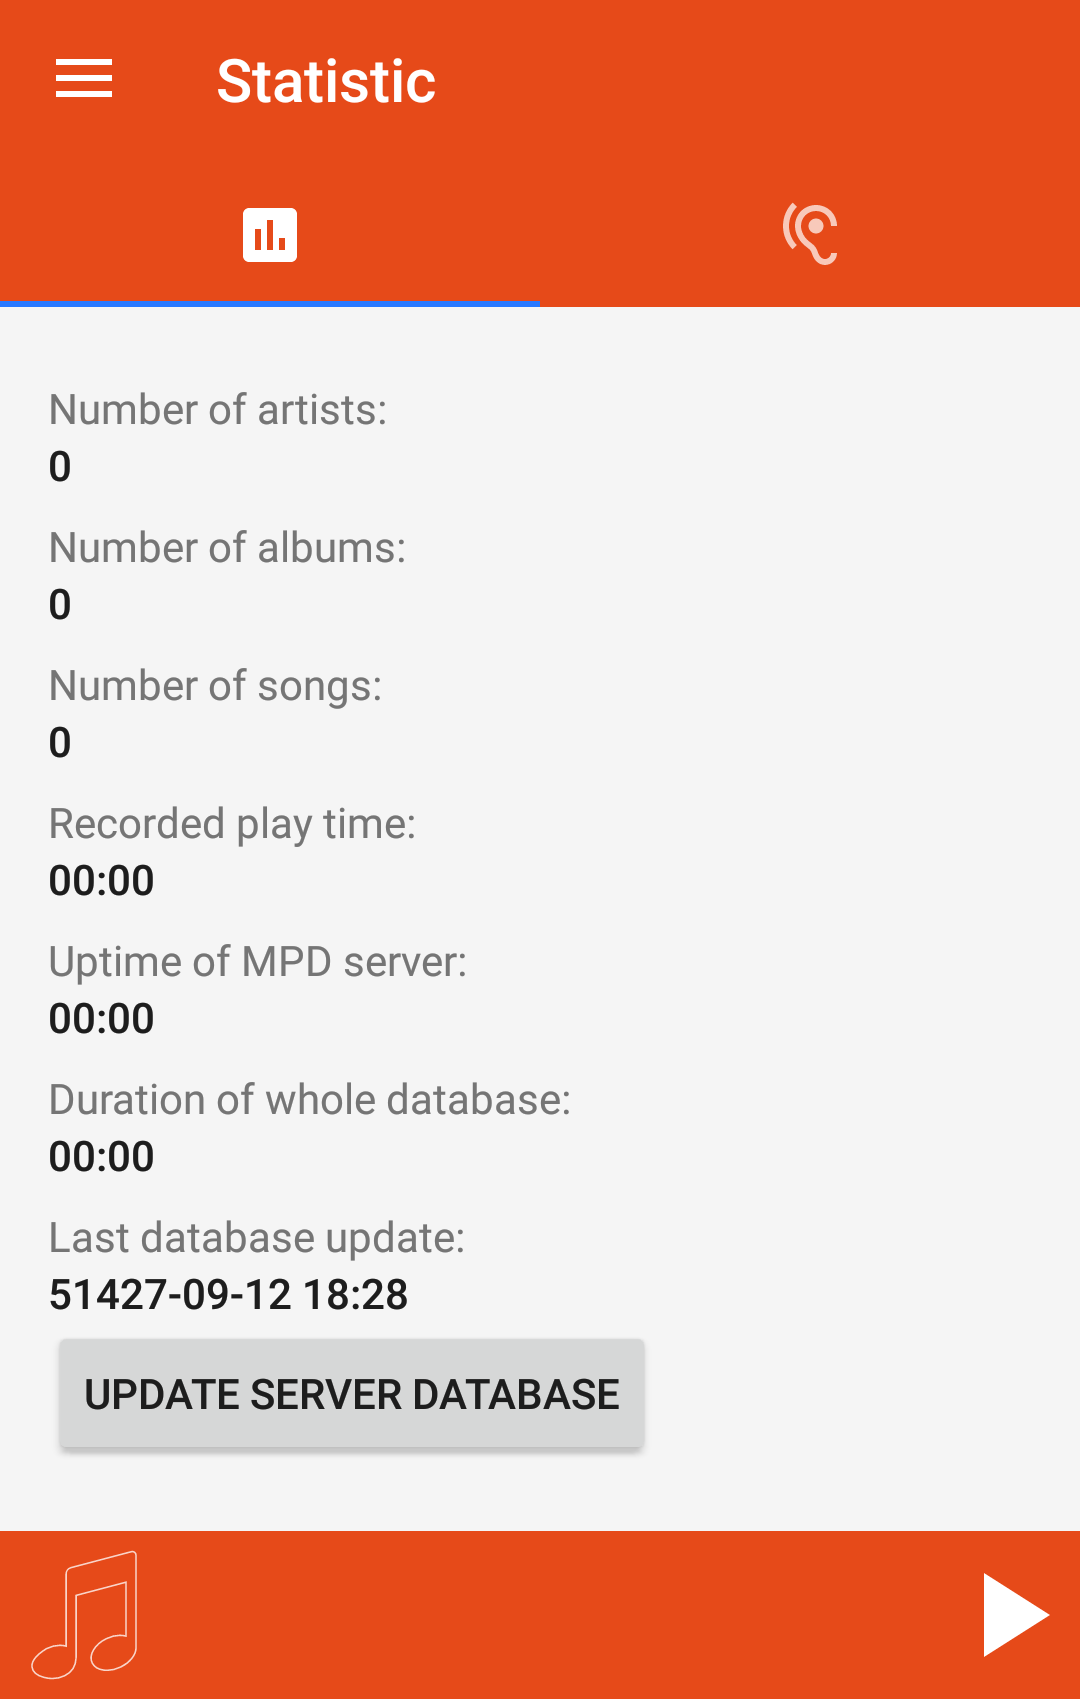 Statistic
Number of artists:
0
Number of albums:
0
Number of songs:
0
Recorded play time:
00:00
Uptime of MPD server:
00:00
Duration of whole database:
00:00
Last database update:
51427-09-12 18:28
UPDATE SERVER DATABASE